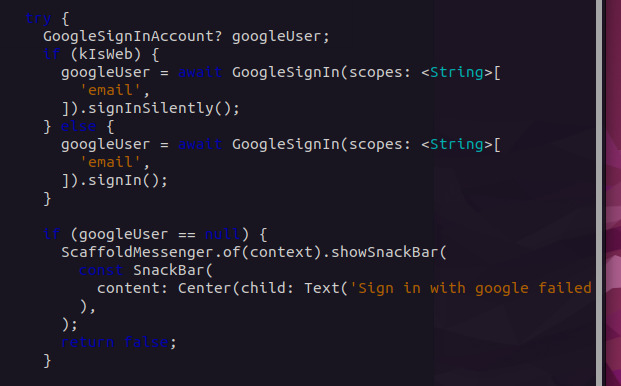 try {
GoogleSignInAccount? googleUser;
if (kIsWeb) {
googleUser = await GoogleSignIn(scopes: <String>[
'email',
]).signInSilently();
} else {
googleUser = await GoogleSignIn(scopes: <String>[
'email',
]).signIn();
}
if (googleUser == null) {
ScaffoldMessenger.of(context).showSnackBar(
const SnackBar(
content: Center(child: Text('Sign in with google failed
),
);
return false;
}